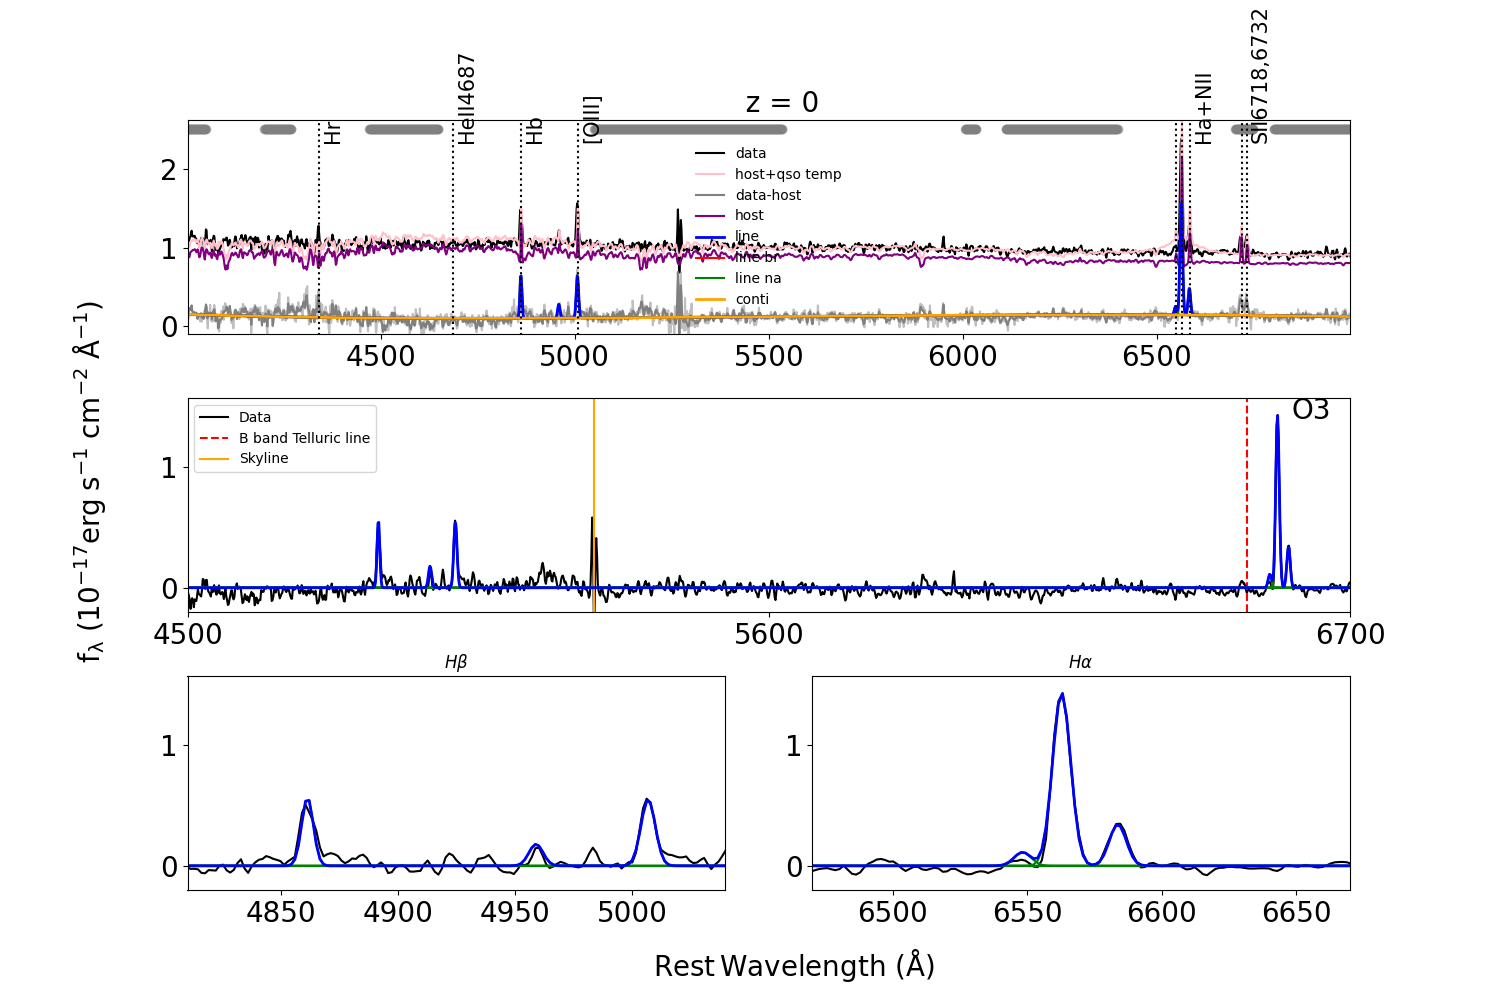 z = 0
Hr
HeII4687
Hb
[OIII]
Ha+NII
SII6718,6732
data
host+qso temp
data-host
host
line
line br
line na
conti
2
1
0
4500
5000
5500
6000
6500
Data
B band Telluric line
Skyline
O3
1
0
4500
5600
6700
fλ (10−17erg s−1 cm−2 Å−1)
Hβ
1
0
4850
4900
4950
5000
Hα
1
0
6500
6550
6600
6650
Rest Wavelength (Å)